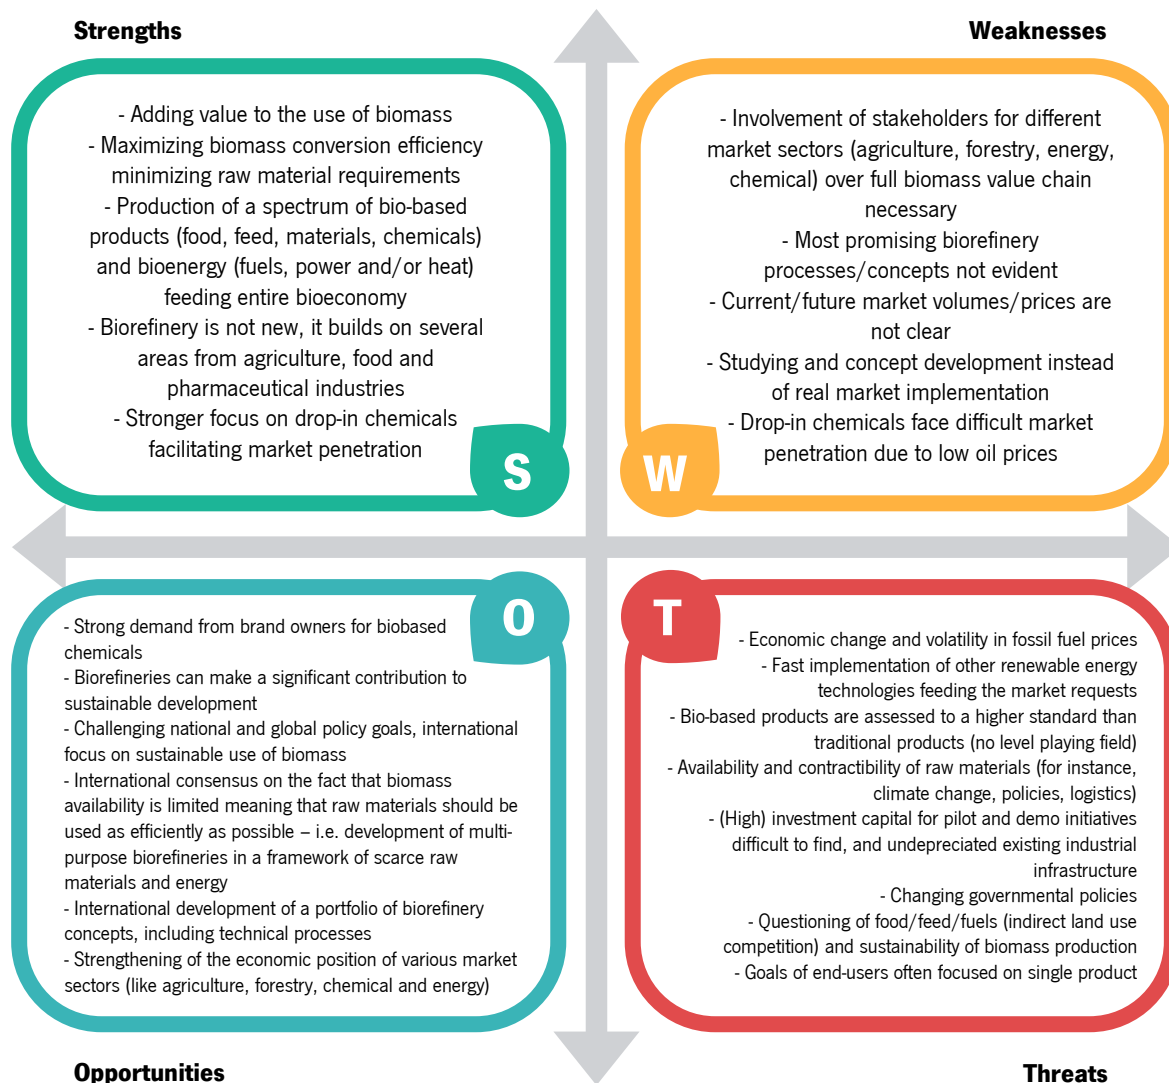 Strengths
- Adding value to the use of biomass
- Maximizing biomass conversion efficiency
minimizing raw material requirements
- Production of a spectrum of bio-based
products (food, feed, materials, chemicals)
and bioenergy (fuels, power and/or heat)
feeding entire bioeconomy
- Biorefinery is not new, it builds on several
areas from agriculture, food and
pharmaceutical industries
- Stronger focus on drop-in chemicals
facilitating market penetration
S
Weaknesses
- Involvement of stakeholders for different
market sectors (agriculture, forestry, energy,
chemical) over full biomass value chain
necessary
- Most promising biorefinery
processes/concepts not evident
- Current/future market volumes/prices are
not clear
- Studying and concept development instead
of real market implementation
- Drop-in chemicals face difficult market
penetration due to low oil prices
W
O
- Strong demand from brand owners for biobased
chemicals
- Biorefineries can make a significant contribution to
sustainable development
- Challenging national and global policy goals, international
focus on sustainable use of biomass
- International consensus on the fact that biomass
availability is limited meaning that raw materials should be
used as efficiently as possible – i.e. development of multi-
purpose biorefineries in a framework of scarce raw
materials and energy
- International development of a portfolio of biorefinery
concepts, including technical processes
- Strengthening of the economic position of various market
sectors (like agriculture, forestry, chemical and energy)
Opportunities
T
- Economic change and volatility in fossil fuel prices
- Fast implementation of other renewable energy
technologies feeding the market requests
- Bio-based products are assessed to a higher standard than
traditional products (no level playing field)
- Availability and contractibility of raw materials (for instance,
climate change, policies, logistics)
- (High) investment capital for pilot and demo initiatives
difficult to find, and undepreciated existing industrial
infrastructure
- Changing governmental policies
- Questioning of food/feed/fuels (indirect land use
competition) and sustainability of biomass production
- Goals of end-users often focused on single product
Threats